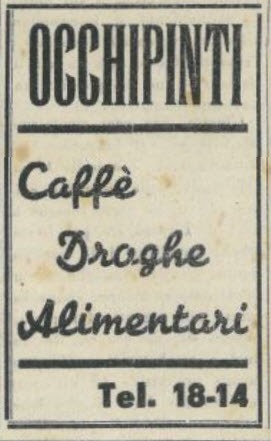 OCCHIPINTI
Caffè
Droghe
Alimentari
Tel. 18-14